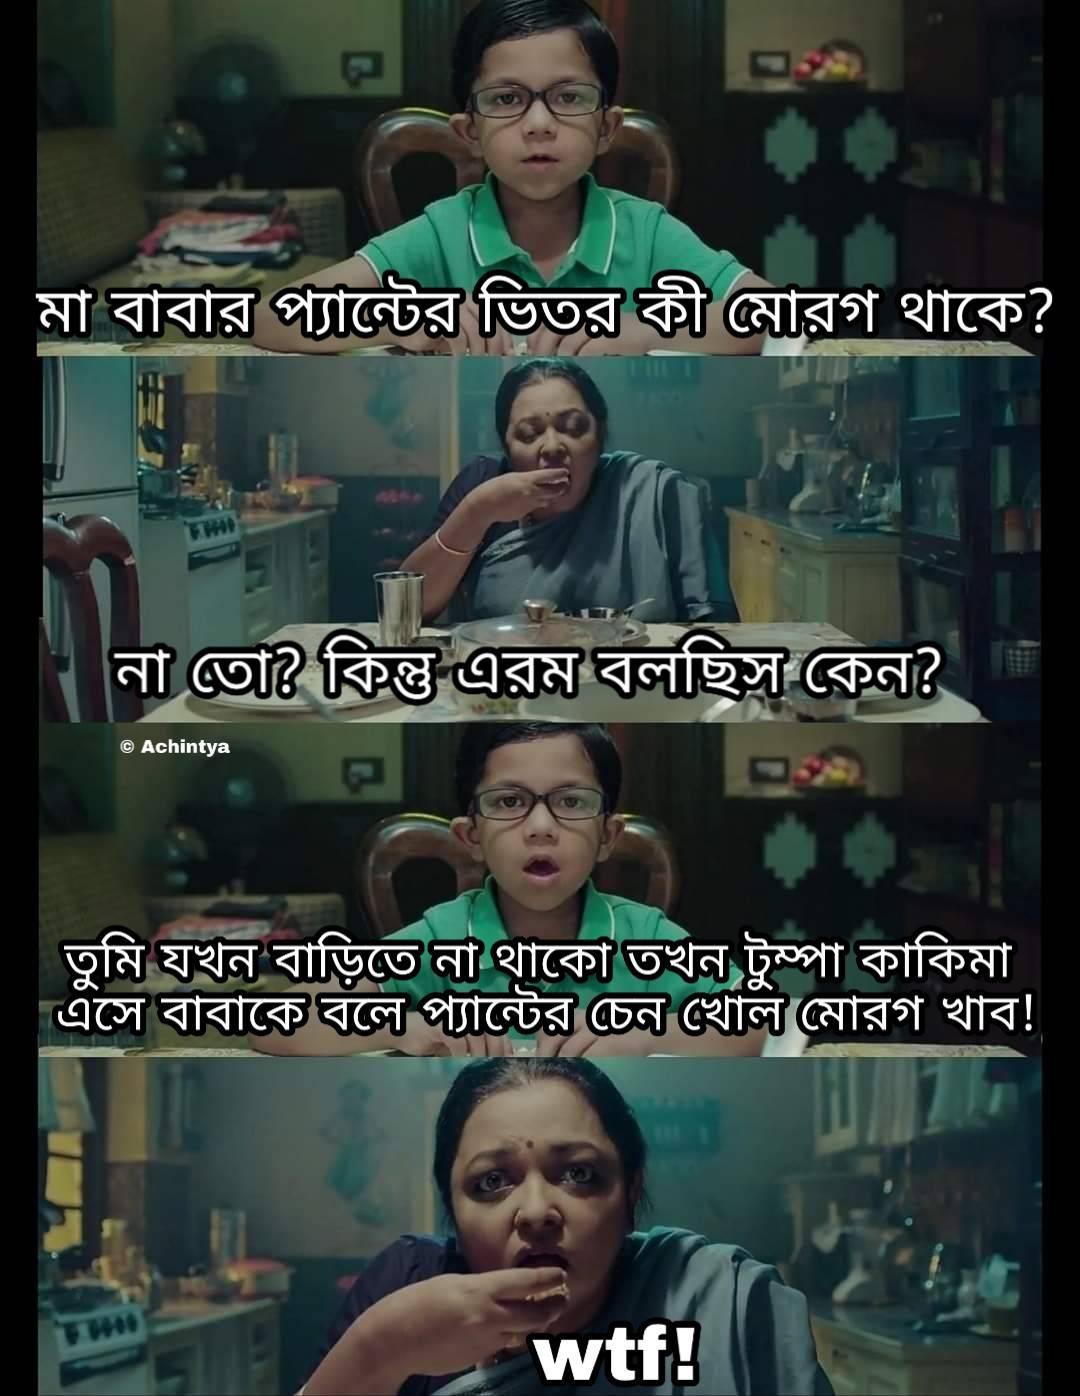 মা বাবার প্যান্টের ভিতর কী মোরগ থাকে?
না তো? কিন্তু এরম বলছিস কেন?
© Achintya
তুমি যখন বাড়িতে না থাকো তখন টুম্পা কাকিমা
এসে বাবাকে বলে প্যান্টের চেন খোল মোরগ খাব!
wtf!